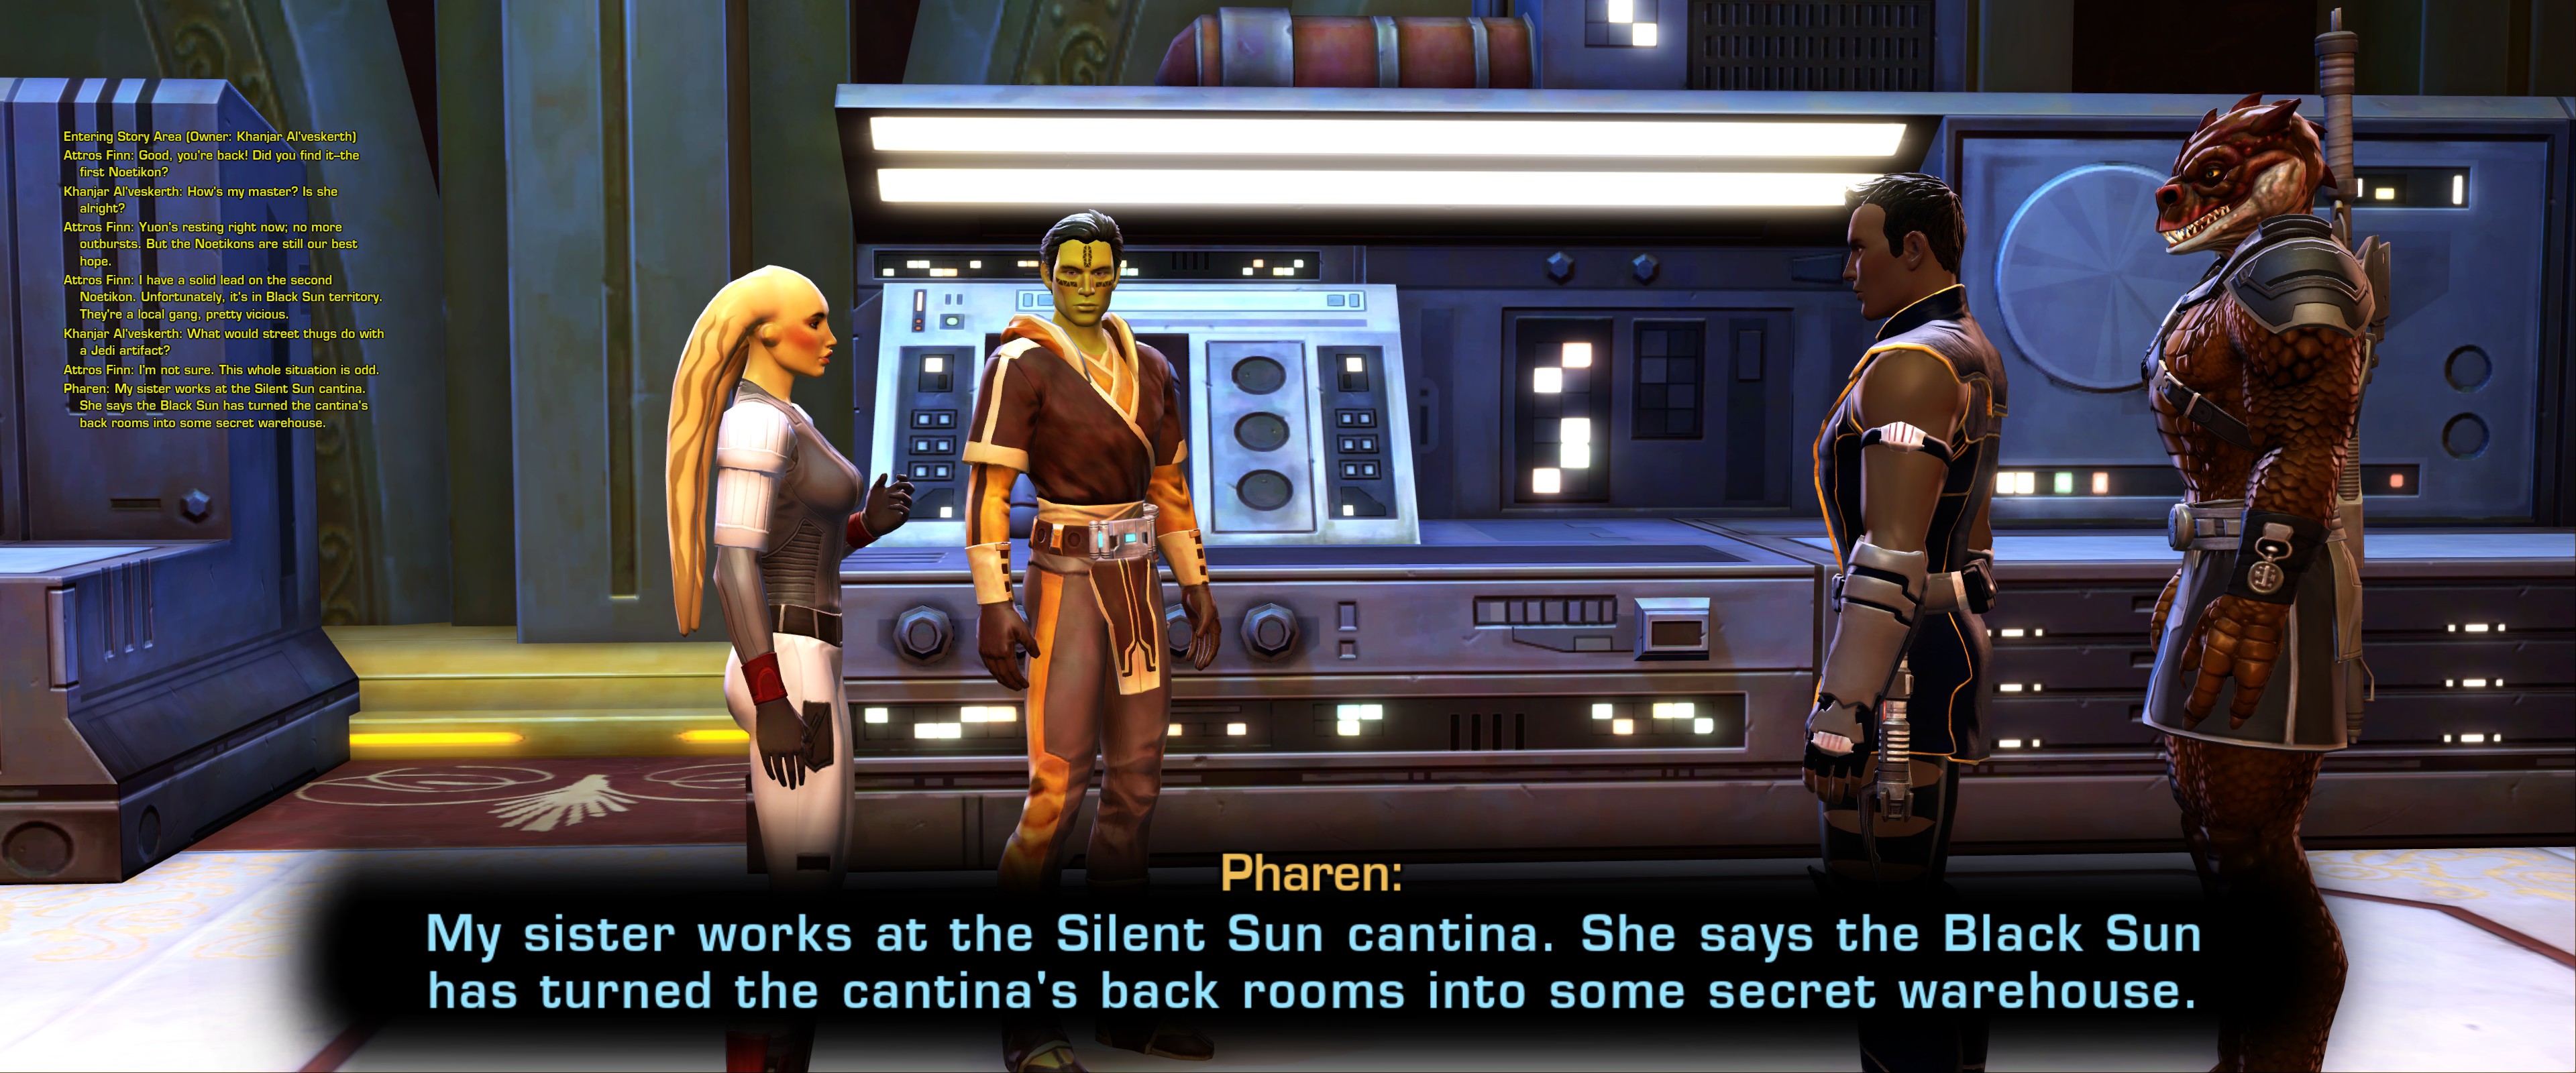 Entering Story Area (Owner: Khanjar Al'veskerth)
Attros Finn: Good, you're back! Did you find it--the
first Noetikon?
Khanjar Al'veskerth: How's my master? Is she
alright?
Attros Finn: Yuon's resting right now; no more
outbursts. But the Noetikons are still our best
hope.
Attros Finn: I have a solid lead on the second
Noetikon. Unfortunately, it's in Black Sun territory.
They're a local gang, pretty vicious.
Khanjar Al'veskerth: What would street thugs do with
a Jedi artifact?
Attros Finn: I'm not sure. This whole situation is odd.
Pharen: My sister works at the Silent Sun cantina.
She says the Black Sun has turned the cantina's
back rooms into some secret warehouse.
Pharen:
My sister works at the Silent Sun cantina. She says the Black Sun
has turned the cantina's back rooms into some secret warehouse.